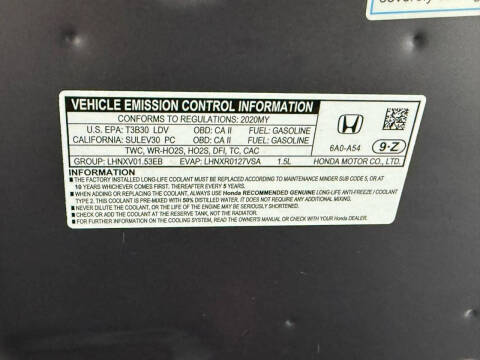 VEHICLE EMISSION CONTROL INFORMATION
CONFORMS TO REGULATIONS: 2020MY
U.S. EPA: T3B30 LDV OBD: CA II FUEL: GASOLINE
CALIFORNIA: SULEV30 PC OBD: CA II FUEL: GASOLINE
TWC, WR-HO2S, HO2S, DFI, TC, CAC
GROUP: LHNXV01.53EB EVAP: LHNXR0127VSA 1.5L
6A0-A54
9-Z
HONDA MOTOR CO., LTD.
INFORMATION
■ THE FACTORY INSTALLED LONG-LIFE COOLANT MUST BE REPLACED ACCORDING TO MAINTENANCE MINDER SUB CODE 5, OR AT
10 YEARS WHICHEVER COMES FIRST. THEREAFTER EVERY 5 YEARS.
■ WHEN REPLACING THE COOLANT, ALWAYS USE Honda RECOMMENDED GENUINE LONG-LIFE ANTI-FREEZE / COOLANT
TYPE 2. THIS COOLANT IS PRE-MIXED WITH 50% DISTILLED WATER. IT DOES NOT REQUIRE ANY ADDITIONAL MIXING.
■ MAY NEVER BE DILUTED, OR LIFE OF THE ENGINE MAY BE SERIOUSLY SHORTENED.
■ CHECK OR ADD COOLANT AT THE RESERVE TANK, NOT THE RADIATOR.
■ FOR FURTHER INFORMATION ON THE COOLING SYSTEM, READ THE OWNER'S MANUAL OR CHECK WITH YOUR Honda DEALER.